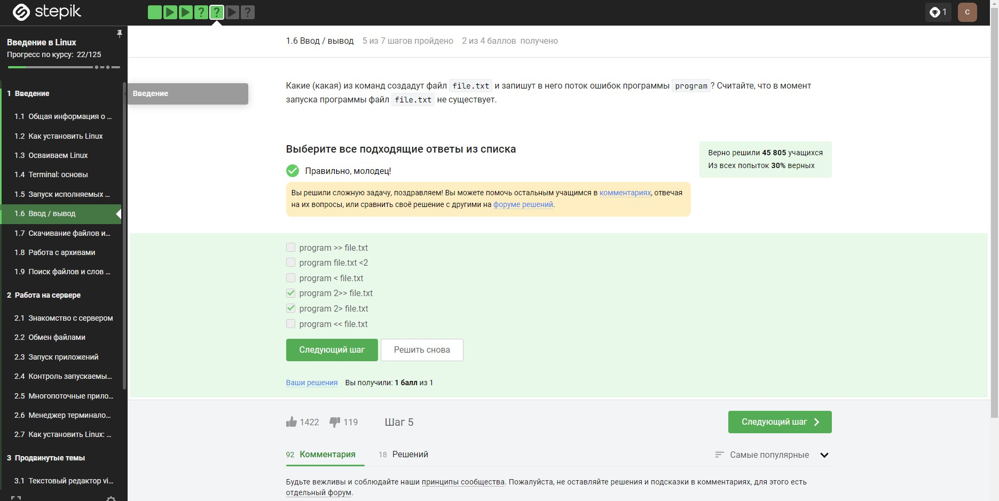 stepik
? ? ?
1
C
Введение в Linux
Прогресс по курсу: 22/125
1 Введение
1.1 Общая информация о ...
1.2 Как установить Linux
1.3 Осваиваем Linux
1.4 Terminal: основы
1.5 Запуск исполняемых ...
1.6 Ввод / вывод
1.7 Скачивание файлов и...
1.8 Работа с архивами
1.9 Поиск файлов и слов ...
2 Работа на сервере
2.1 Знакомство с сервером
2.2 Обмен файлами
2.3 Запуск приложений
2.4 Контроль запускаемы...
2.5 Многопоточные прило...
2.6 Менеджер терминало...
2.7 Как установить Linux: ...
3 Продвинутые темы
3.1 Текстовый редактор vi...
Введение
1.6 Ввод / вывод 5 из 7 шагов пройдено 2 из 4 баллов получено
Какие (какая) из команд создадут файл file.txt и запишут в него поток ошибок программы program? Считайте, что в момент
запуска программы файл file.txt не существует.
Выберите все подходящие ответы из списка
Правильно, молодец!
Верно решили 45 805 учащихся
Из всех попыток 30% верных
Вы решили сложную задачу, поздравляем! Вы можете помочь остальным учащимся в комментариях, отвечая
на их вопросы, или сравнить своё решение с другими на форуме решений.
program >> file.txt
program file.txt <2
program < file.txt
program 2>> file.txt
program 2> file.txt
program << file.txt
Следующий шаг Решить снова
Ваши решения Вы получили: 1 балл из 1
1422 119 Шаг 5 Следующий шаг
92 Комментария 18 Решений Самые популярные
Будьте вежливы и соблюдайте наши принципы сообщества. Пожалуйста, не оставляйте решения и подсказки в комментариях, для этого есть
отдельный форум.